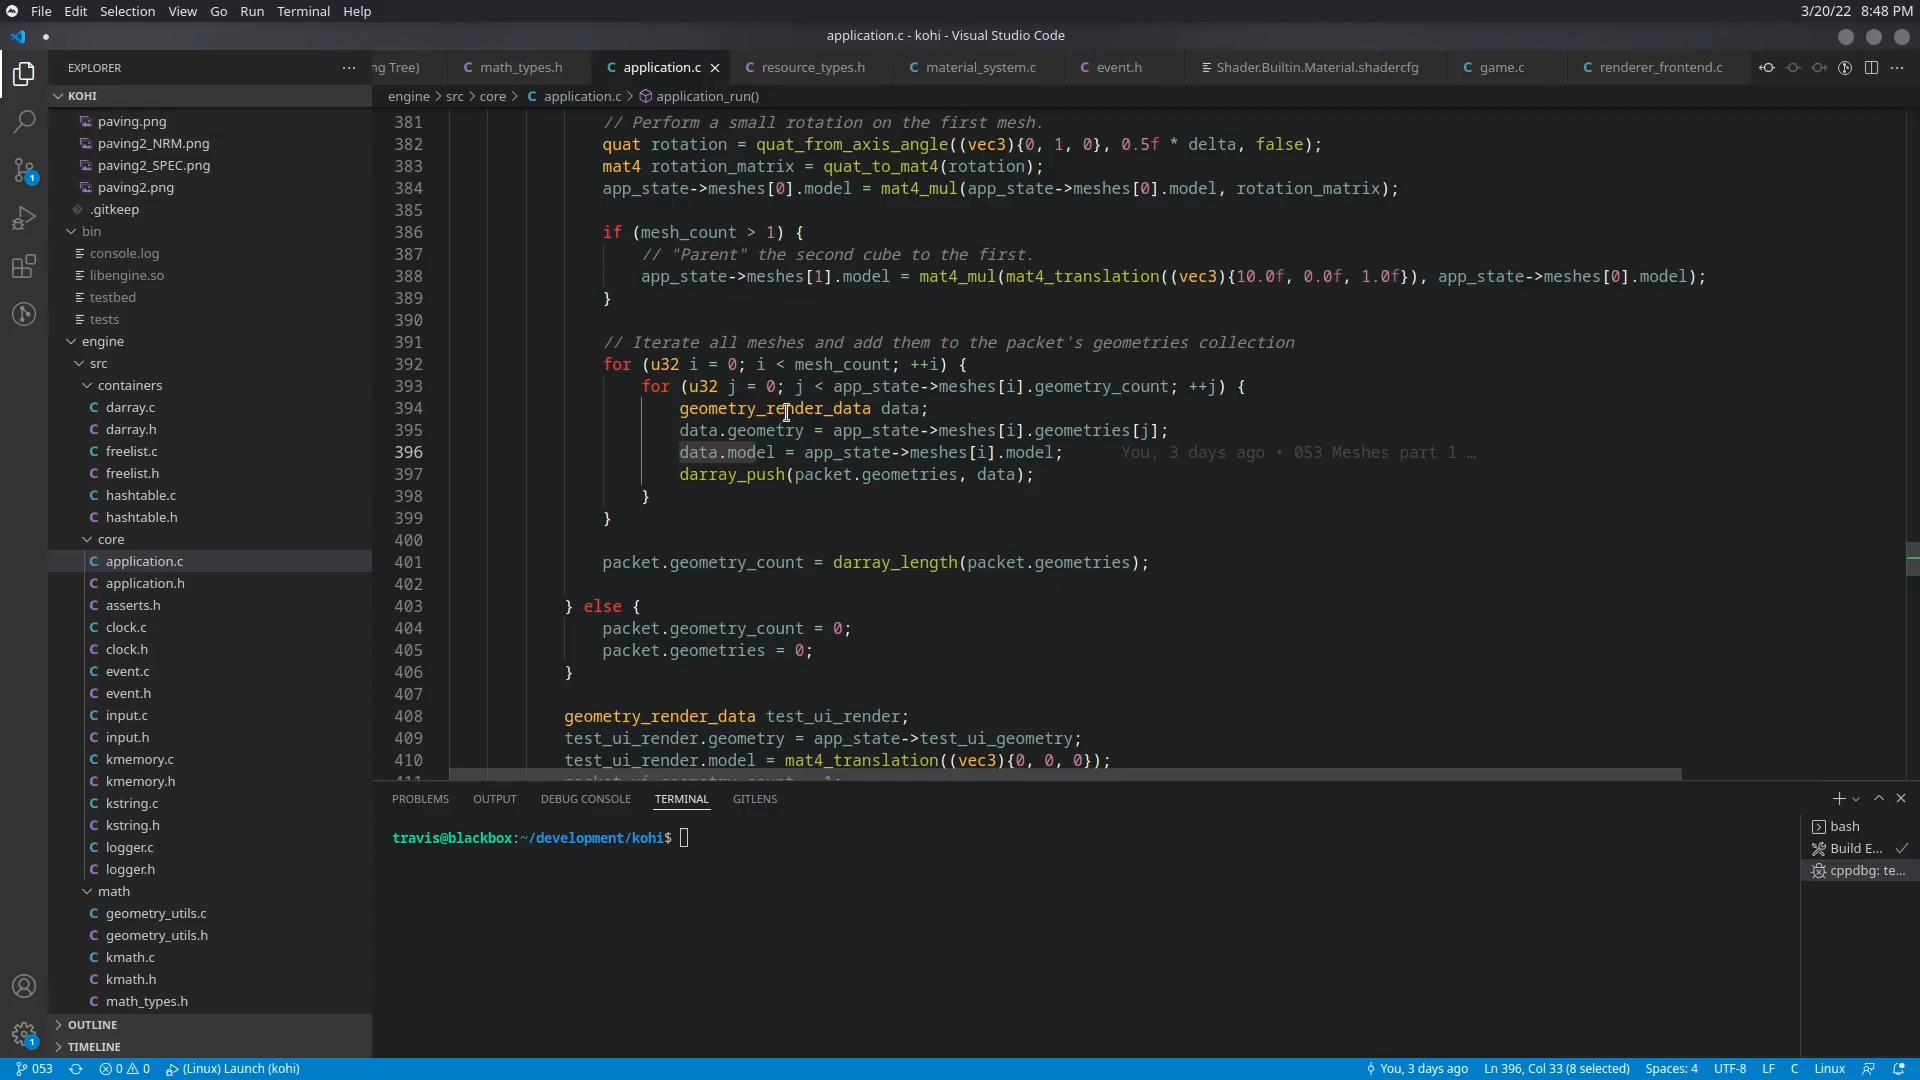 File Edit Selection View Go Run Terminal Help 3/20/22 8:48 PM
application.c - kohi - Visual Studio Code
EXPLORER
ng Tree) math_types.h application.c resource_types.h material_system.c event.h Shader.Builtin.Material.shadercfg game.c renderer_frontend.c
KOHI
engine > src > core > application.c > application_run()
paving.png
paving2_NRM.png
paving2_SPEC.png
paving2.png
.gitkeep
bin
console.log
libengine.so
testbed
tests
engine
src
containers
darray.c
darray.h
freelist.c
freelist.h
hashtable.c
hashtable.h
core
application.c
application.h
asserts.h
clock.c
clock.h
event.c
event.h
input.c
input.h
kmemory.c
kmemory.h
kstring.c
kstring.h
logger.c
logger.h
math
geometry_utils.c
geometry_utils.h
kmath.c
kmath.h
math_types.h
OUTLINE
TIMELINE
381 // Perform a small rotation on the first mesh.
382 quat rotation = quat_from_axis_angle((vec3){0, 1, 0}, 0.5f * delta, false);
383 mat4 rotation_matrix = quat_to_mat4(rotation);
384 app_state->meshes[0].model = mat4_mul(app_state->meshes[0].model, rotation_matrix);
385
386 if (mesh_count > 1) {
387 // "Parent" the second cube to the first.
388 app_state->meshes[1].model = mat4_mul(mat4_translation((vec3){10.0f, 0.0f, 1.0f}), app_state->meshes[0].model);
389 }
390
391 // Iterate all meshes and add them to the packet's geometries collection
392 for (u32 i = 0; i < mesh_count; ++i) {
393 for (u32 j = 0; j < app_state->meshes[i].geometry_count; ++j) {
394 geometry_render_data data;
395 data.geometry = app_state->meshes[i].geometries[j];
396 data.model = app_state->meshes[i].model; You, 3 days ago • 053 Meshes part 1 …
397 darray_push(packet.geometries, data);
398 }
399 }
400
401 packet.geometry_count = darray_length(packet.geometries);
402
403 } else {
404 packet.geometry_count = 0;
405 packet.geometries = 0;
406 }
407
408 geometry_render_data test_ui_render;
409 test_ui_render.geometry = app_state->test_ui_geometry;
410 test_ui_render.model = mat4_translation((vec3){0, 0, 0});
PROBLEMS OUTPUT DEBUG CONSOLE TERMINAL GITLENS
travis@blackbox:~/development/kohi$
bash
Build E...
cppdbg: te...
1
1
053 0 0 (Linux) Launch (kohi) You, 3 days ago Ln 396, Col 33 (8 selected) Spaces: 4 UTF-8 LF C Linux